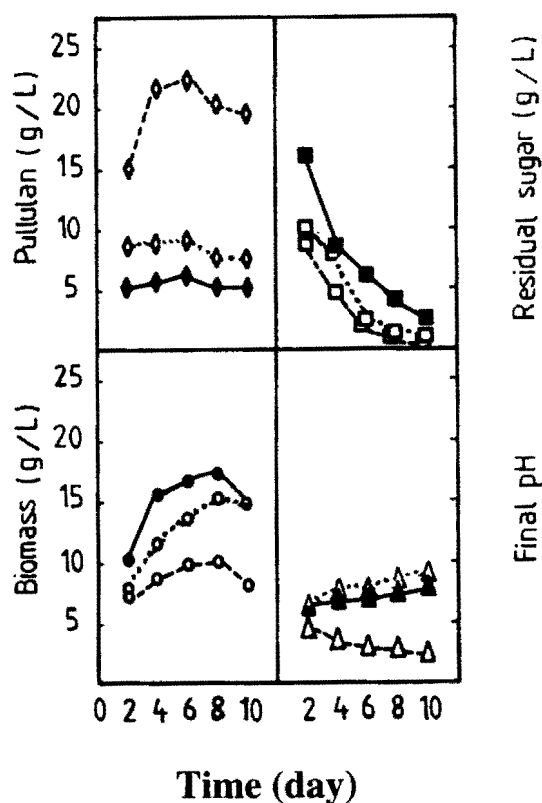 Pullulan (g/L)
25
20
15
10
5
Residual sugar (g/L)
Biomass (g/L)
25
20
15
10
5
Final pH
0 2 4 6 8 10
2 4 6 8 10
Time (day)